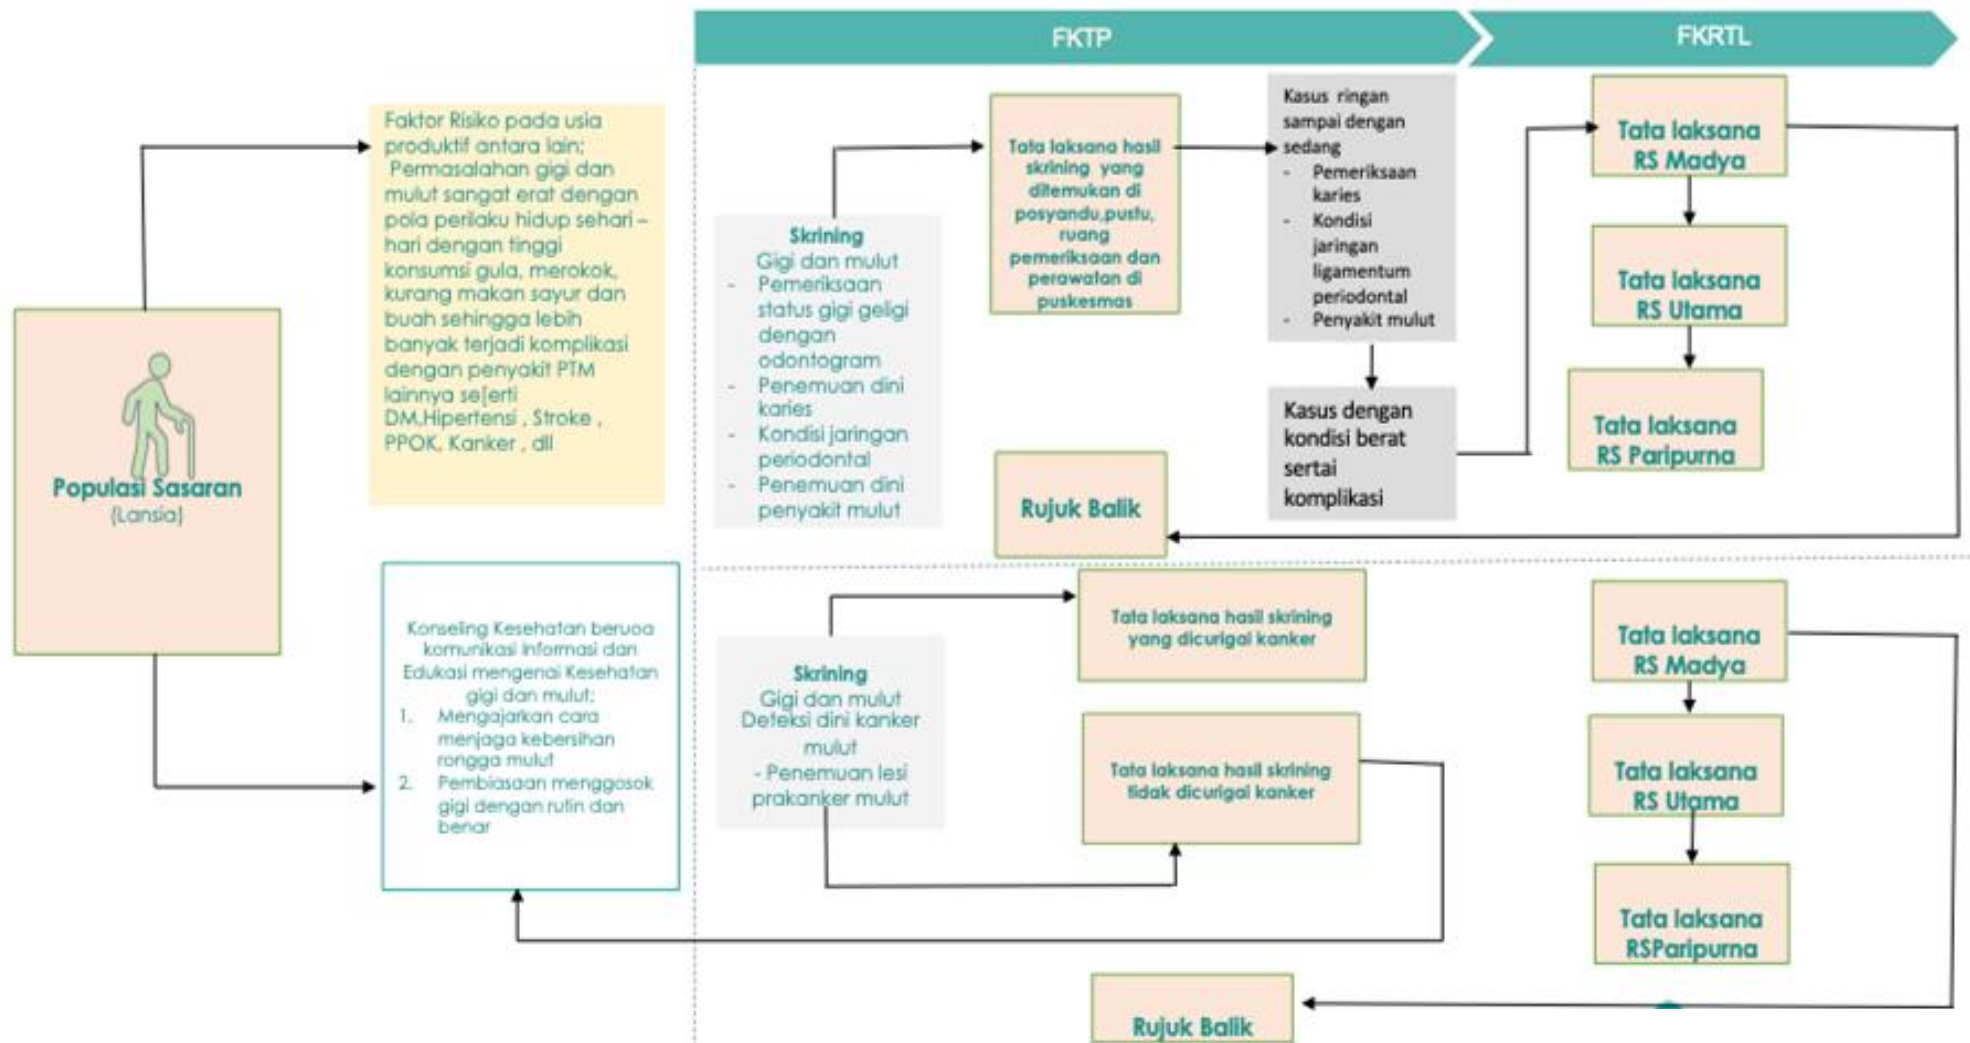 FKTP
FKRTL
Populasi Sasaran
(Lansia)
Faktor Risiko pada usia
produktif antara lain;
Permasalahan gigi dan
mulut sangat erat dengan
pola perilaku hidup sehari –
hari dengan tinggi
konsumsi gula, merokok,
kurang makan sayur dan
buah sehingga lebih
banyak terjadi komplikasi
dengan penyakit PTM
lainnya se[erti
DM,Hipertensi , Stroke ,
PPOK, Kanker , dll
Konseling Kesehatan beruoa
komunikasi Informasi dan
Edukasi mengenai Kesehatan
gigi dan mulut;
1. Mengajarkan cara
menjaga kebersihan
rongga mulut
2. Pembiasaan menggosok
gigi dengan rutin dan
benar
Skrining
Gigi dan mulut
- Pemeriksaan
status gigi geligi
dengan
odontogram
- Penemuan dini
karies
- Kondisi jaringan
periodontal
- Penemuan dini
penyakit mulut
Tata laksana hasil
skrining yang
ditemukan di
posyandu,pustu,
ruang
pemeriksaan dan
perawatan di
puskesmas
Kasus ringan
sampai dengan
sedang
- Pemeriksaan
karies
- Kondisi
jaringan
ligamentum
periodontal
- Penyakit mulut
Kasus dengan
kondisi berat
sertai
komplikasi
Rujuk Balik
Tata laksana
RS Madya
Tata laksana
RS Utama
Tata laksana
RS Paripurna
Skrining
Gigi dan mulut
Deteksi dini kanker
mulut
- Penemuan lesi
prakanker mulut
Tata laksana hasil skrining
yang dicurigai kanker
Tata laksana hasil skrining
tidak dicurigai kanker
Tata laksana
RS Madya
Tata laksana
RS Utama
Tata laksana
RSParipurna
Rujuk Balik